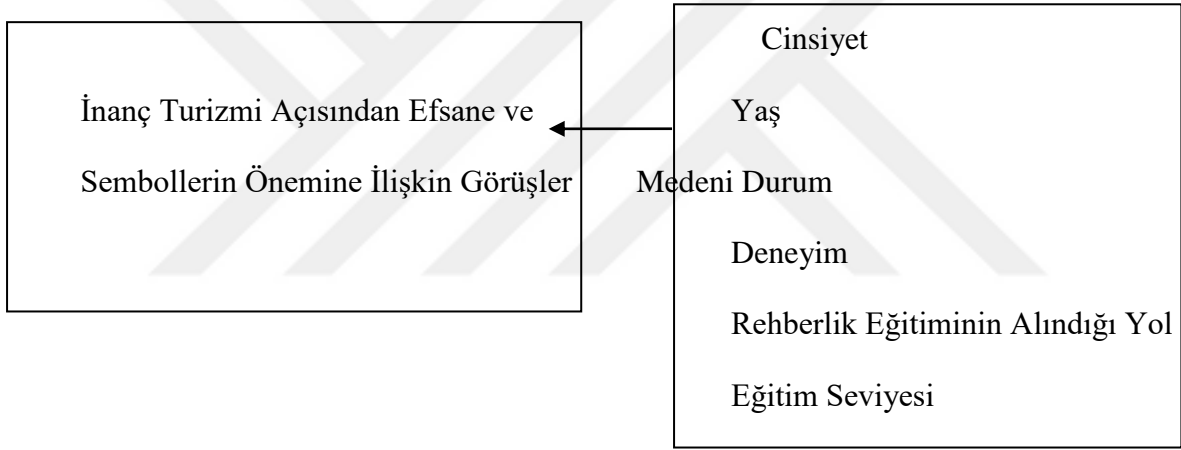 Cinsiyet
İnanç Turizmi Açısından Efsane ve
Yaş
Sembollerin Önemine İlişkin Görüşler
Medeni Durum
Deneyim
Rehberlik Eğitiminin Alındığı Yol
Eğitim Seviyesi